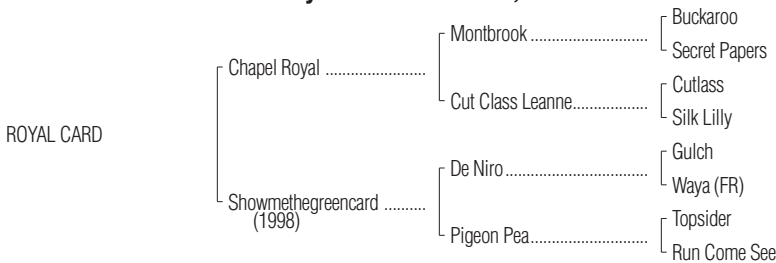 Buckaroo
Montbrook
Secret Papers
Chapel Royal
Cutlass
Cut Class Leanne
Silk Lilly
ROYAL CARD
Gulch
De Niro
Waya (FR)
Showmethegreencard
(1998)
Topsider
Pigeon Pea
Run Come See